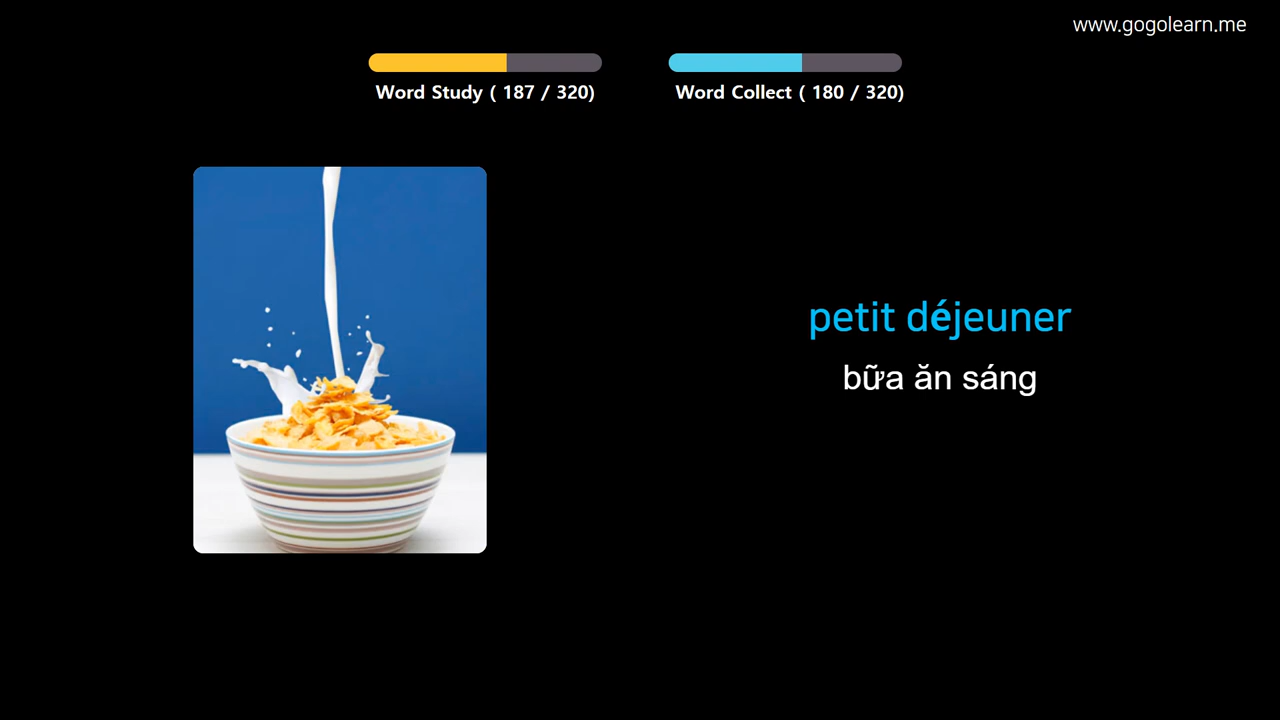 www.gogolearn.me
Word Study ( 187 / 320)
Word Collect ( 180 / 320)
petit déjeuner
bữa ăn sáng